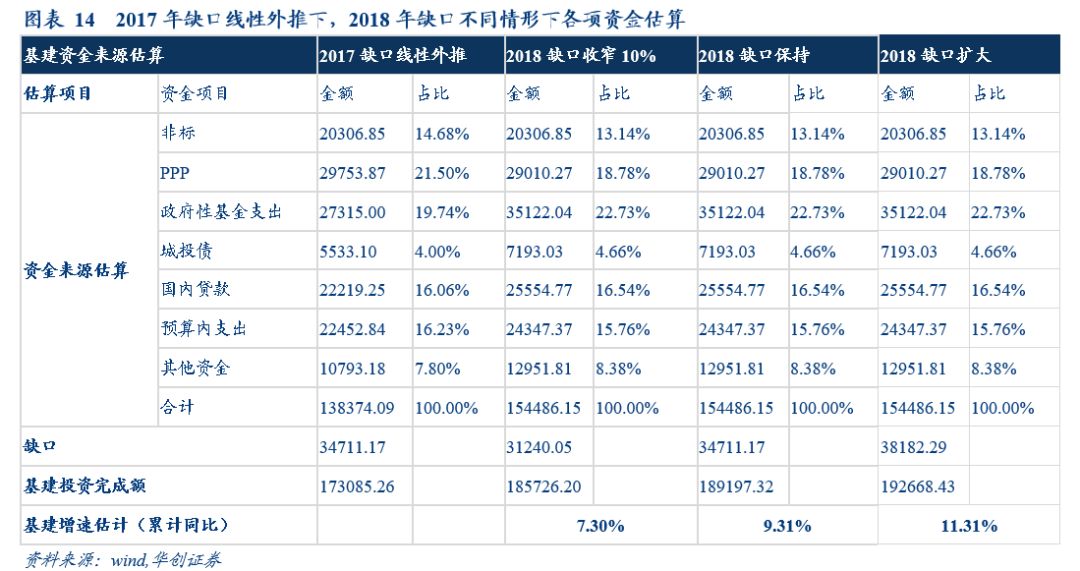 图表 14 2017 年缺口线性外推下，2018 年缺口不同情形下各项资金估算
基建资金来源估算 2017 缺口线性外推 2018 缺口收窄 10% 2018 缺口保持 2018 缺口扩大
估算项目 资金项目 金额 占比 金额 占比 金额 占比 金额 占比
非标 20306.85 14.68% 20306.85 13.14% 20306.85 13.14% 20306.85 13.14%
PPP 29753.87 21.50% 29010.27 18.78% 29010.27 18.78% 29010.27 18.78%
政府性基金支出 27315.00 19.74% 35122.04 22.73% 35122.04 22.73% 35122.04 22.73%
城投债 5533.10 4.00% 7193.03 4.66% 7193.03 4.66% 7193.03 4.66%
资金来源估算
国内贷款 22219.25 16.06% 25554.77 16.54% 25554.77 16.54% 25554.77 16.54%
预算内支出 22452.84 16.23% 24347.37 15.76% 24347.37 15.76% 24347.37 15.76%
其他资金 10793.18 7.80% 12951.81 8.38% 12951.81 8.38% 12951.81 8.38%
合计 138374.09 100.00% 154486.15 100.00% 154486.15 100.00% 154486.15 100.00%
缺口 34711.17 31240.05 34711.17 38182.29
基建投资完成额 173085.26 185726.20 189197.32 192668.43
基建增速估计（累计同比） 7.30% 9.31% 11.31%
资料来源：wind,华创证券